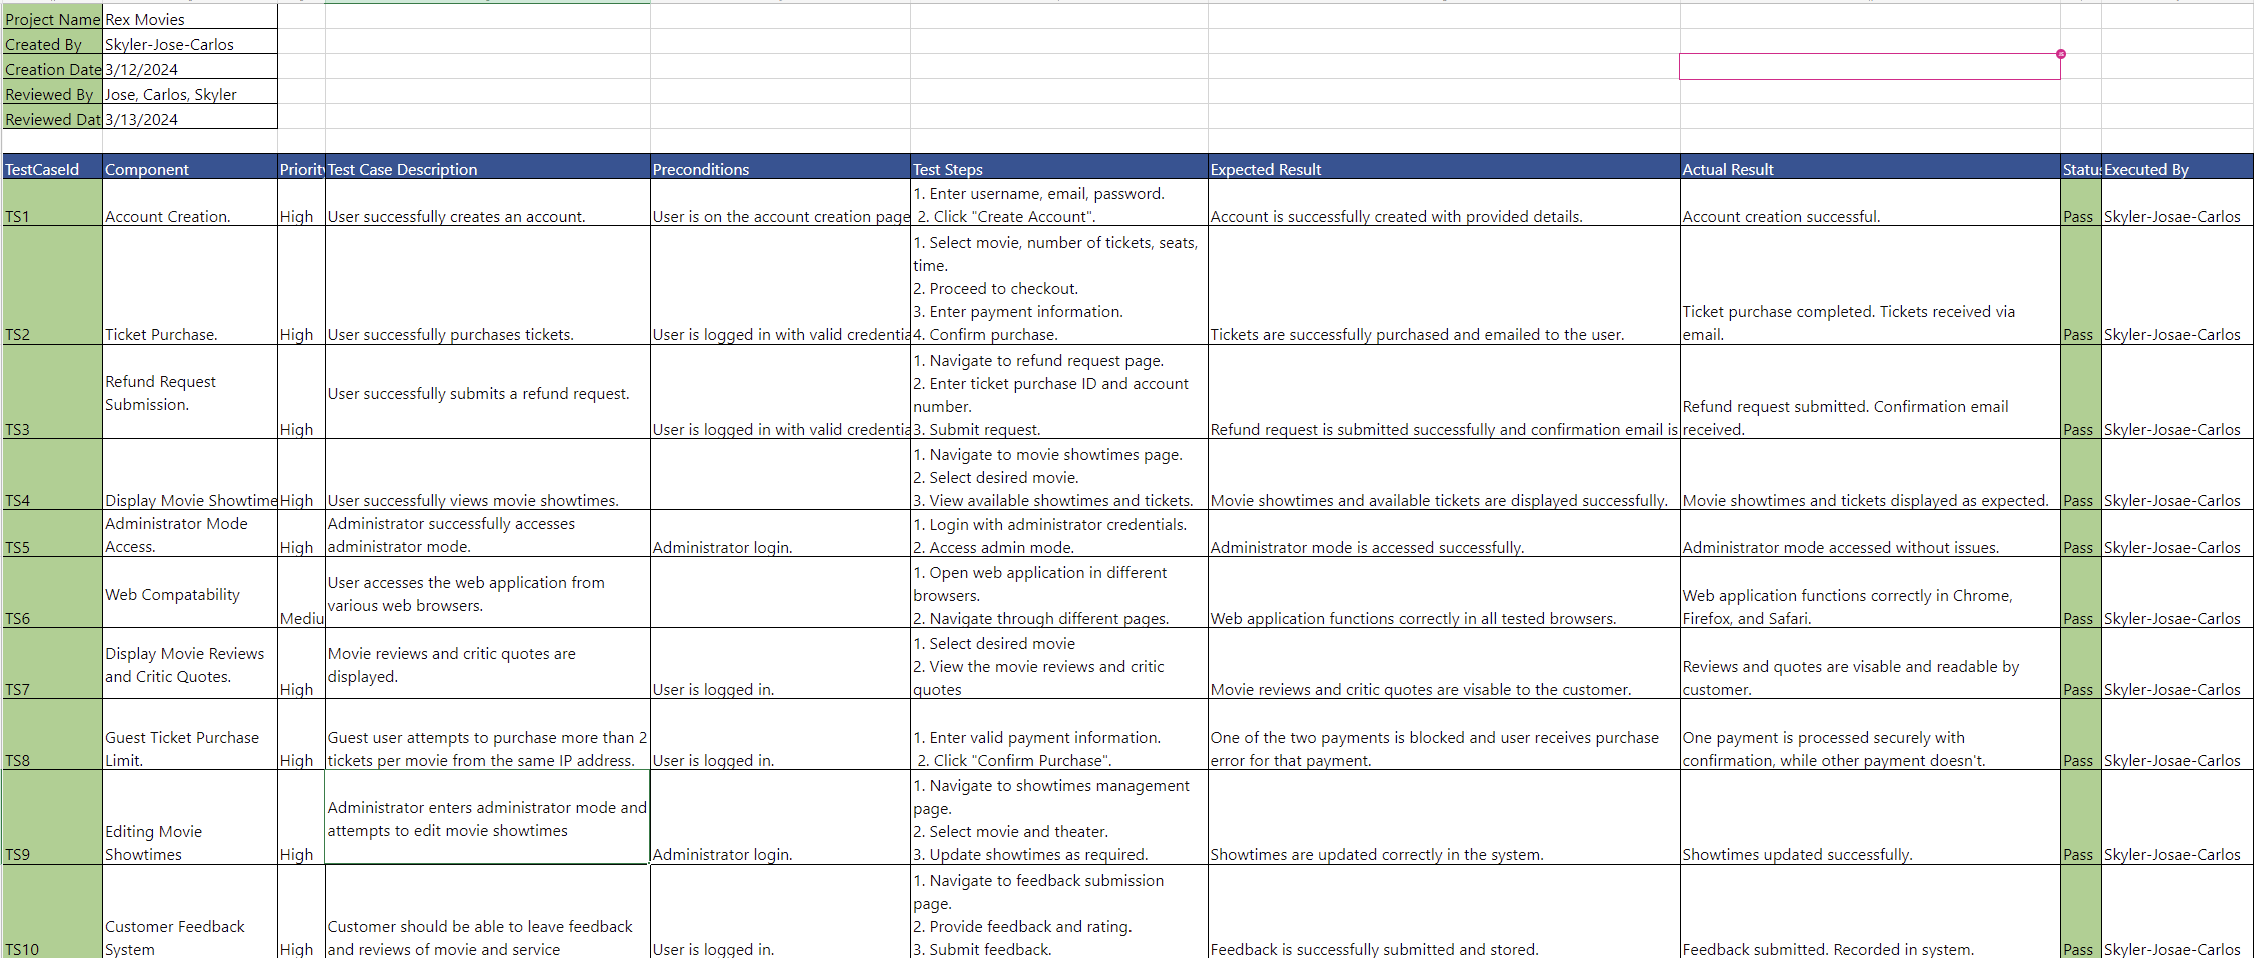 Project Name Rex Movies
Created By Skyler-Jose-Carlos
Creation Date 3/12/2024
Reviewed By Jose, Carlos, Skyler
Reviewed Dat 3/13/2024
TestCaseId Component Priorit Test Case Description Preconditions Test Steps Expected Result Actual Result Statu Executed By
TS1 Account Creation. High User successfully creates an account. User is on the account creation page
1. Enter username, email, password.
2. Click "Create Account".
Account is successfully created with provided details. Account creation successful. Pass Skyler-Josae-Carlos
TS2 Ticket Purchase. High User successfully purchases tickets. User is logged in with valid credentia
1. Select movie, number of tickets, seats,
time.
2. Proceed to checkout.
3. Enter payment information.
4. Confirm purchase.
Tickets are successfully purchased and emailed to the user.
Ticket purchase completed. Tickets received via
email.
Pass Skyler-Josae-Carlos
TS3
Refund Request
Submission.
High User successfully submits a refund request. User is logged in with valid credentia
1. Navigate to refund request page.
2. Enter ticket purchase ID and account
number.
3. Submit request.
Refund request is submitted successfully and confirmation email is
Refund request submitted. Confirmation email
received.
Pass Skyler-Josae-Carlos
TS4 Display Movie Showtime High User successfully views movie showtimes.
1. Navigate to movie showtimes page.
2. Select desired movie.
3. View available showtimes and tickets.
Movie showtimes and available tickets are displayed successfully. Movie showtimes and tickets displayed as expected. Pass Skyler-Josae-Carlos
TS5
Administrator Mode
Access.
High
Administrator successfully accesses
administrator mode.
Administrator login.
1. Login with administrator credentials.
2. Access admin mode.
Administrator mode is accessed successfully. Administrator mode accessed without issues. Pass Skyler-Josae-Carlos
TS6 Web Compatability Mediu
User accesses the web application from
various web browsers.
1. Open web application in different
browsers.
2. Navigate through different pages.
Web application functions correctly in all tested browsers.
Web application functions correctly in Chrome,
Firefox, and Safari.
Pass Skyler-Josae-Carlos
TS7
Display Movie Reviews
and Critic Quotes.
High
Movie reviews and critic quotes are
displayed.
User is logged in.
1. Select desired movie
2. View the movie reviews and critic
quotes
Movie reviews and critic quotes are visable to the customer.
Reviews and quotes are visable and readable by
customer.
Pass Skyler-Josae-Carlos
TS8
Guest Ticket Purchase
Limit.
High
Guest user attempts to purchase more than 2
tickets per movie from the same IP address.
User is logged in.
1. Enter valid payment information.
2. Click "Confirm Purchase".
One of the two payments is blocked and user receives purchase
error for that payment.
One payment is processed securely with
confirmation, while other payment doesn't.
Pass Skyler-Josae-Carlos
TS9
Editing Movie
Showtimes
High
Administrator enters administrator mode and
attempts to edit movie showtimes
Administrator login.
1. Navigate to showtimes management
page.
2. Select movie and theater.
3. Update showtimes as required.
Showtimes are updated correctly in the system. Showtimes updated successfully. Pass Skyler-Josae-Carlos
TS10
Customer Feedback
System
High
Customer should be able to leave feedback
and reviews of movie and service
User is logged in.
1. Navigate to feedback submission
page.
2. Provide feedback and rating.
3. Submit feedback.
Feedback is successfully submitted and stored. Feedback submitted. Recorded in system. Pass Skyler-Josae-Carlos